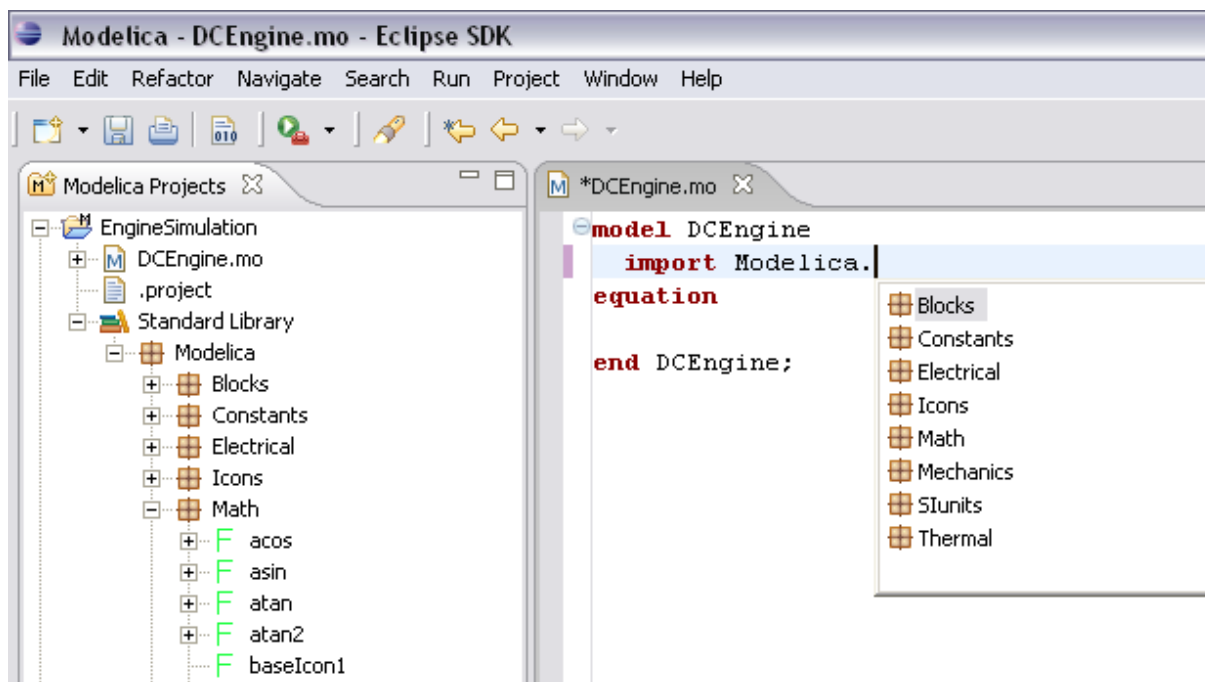 Modelica - DCEngine.mo - Eclipse SDK
File Edit Refactor Navigate Search Run Project Window Help
010
Modelica Projects
EngineSimulation
DCEngine.mo
.project
Standard Library
Modelica
Blocks
Constants
Electrical
Icons
Math
acos
asin
atan
atan2
baseIcon1
*DCEngine.mo
model DCEngine
import Modelica.
equation
end DCEngine;
Blocks
Constants
Electrical
Icons
Math
Mechanics
SIunits
Thermal